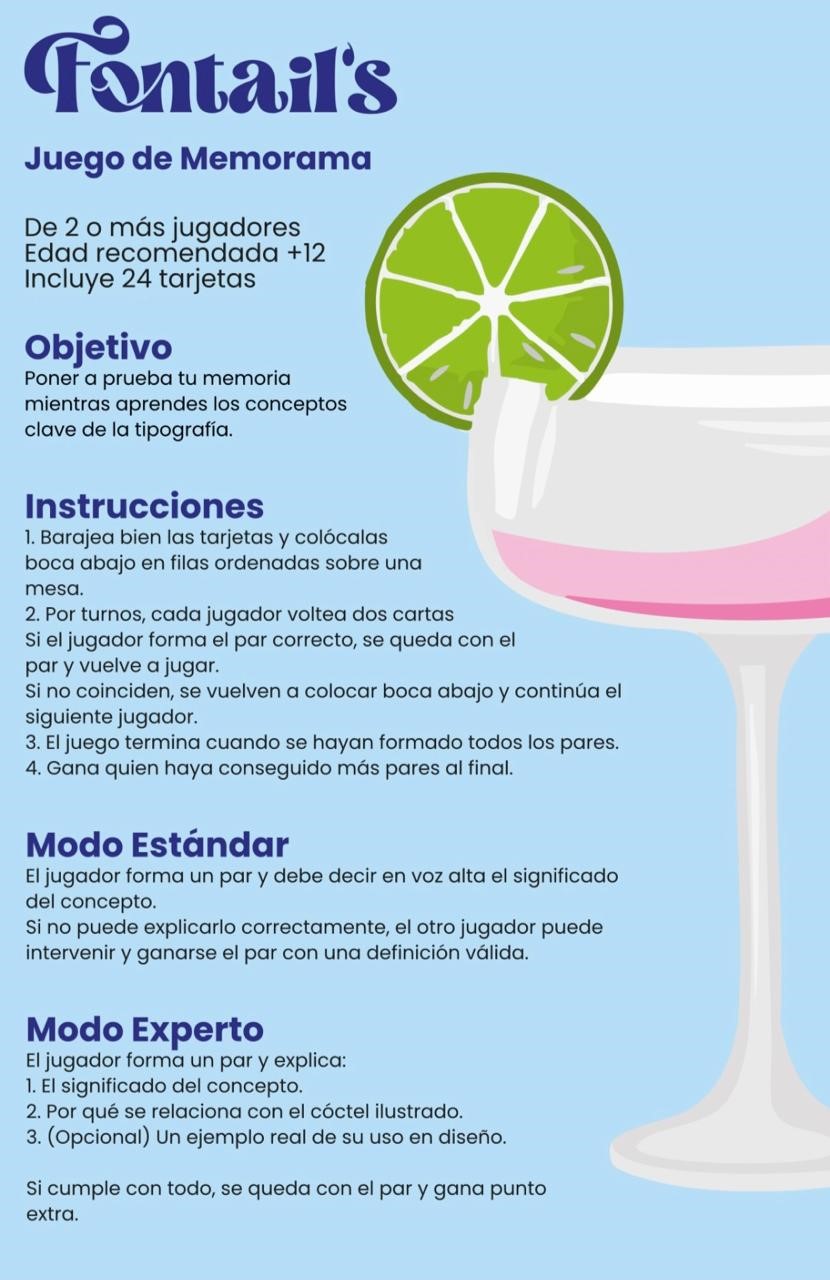 Fontail's
Juego de Memorama
De 2 o más jugadores
Edad recomendada +12
Incluye 24 tarjetas
Objetivo
Poner a prueba tu memoria
mientras aprendes los conceptos
clave de la tipografía.
Instrucciones
1. Barajea bien las tarjetas y colócalas
boca abajo en filas ordenadas sobre una
mesa.
2. Por turnos, cada jugador voltea dos cartas
Si el jugador forma el par correcto, se queda con el
par y vuelve a jugar.
Si no coinciden, se vuelven a colocar boca abajo y continúa el
siguiente jugador.
3. El juego termina cuando se hayan formado todos los pares.
4. Gana quien haya conseguido más pares al final.
Modo Estándar
El jugador forma un par y debe decir en voz alta el significado
del concepto.
Si no puede explicarlo correctamente, el otro jugador puede
intervenir y ganarse el par con una definición válida.
Modo Experto
El jugador forma un par y explica:
1. El significado del concepto.
2. Por qué se relaciona con el cóctel ilustrado.
3. (Opcional) Un ejemplo real de su uso en diseño.
Si cumple con todo, se queda con el par y gana punto
extra.